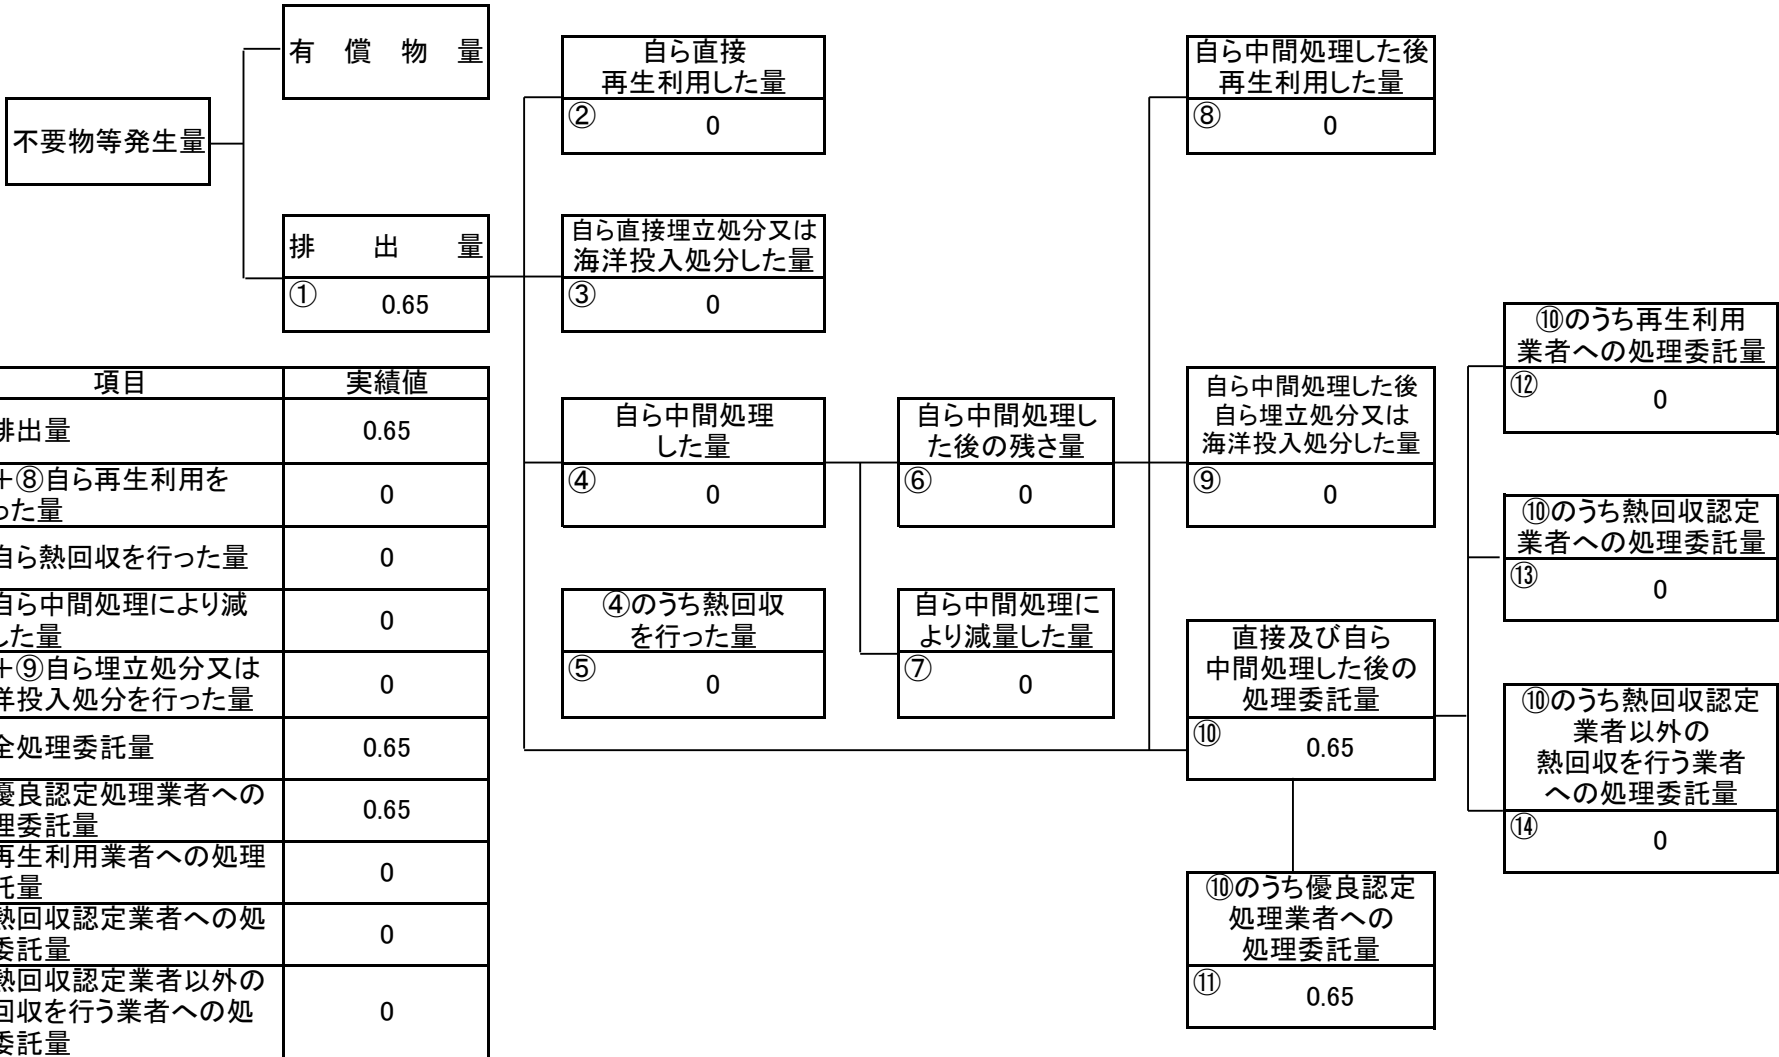 有償物量
不要物等発生量
排出量
①
0.65
自ら直接
再生利用した量
②
0
自ら直接埋立処分又は
海洋投入処分した量
③
0
自ら中間処理
した量
④
0
④のうち熱回収
を行った量
⑤
0
自ら中間処理し
た後の残さ量
⑥
0
自ら中間処理に
より減量した量
⑦
0
自ら中間処理した後
再生利用した量
⑧
0
自ら中間処理した後
自ら埋立処分又は
海洋投入処分した量
⑨
0
直接及び自ら
中間処理した後の
処理委託量
⑩
0.65
⑩のうち優良認定
処理業者への
処理委託量
⑪
0.65
⑩のうち再生利用
業者への処理委託量
⑫
0
⑩のうち熱回収認定
業者への処理委託量
⑬
0
⑩のうち熱回収認定
業者以外の
熱回収を行う業者
への処理委託量
⑭
0
項目 実績値
排出量 0.65
+⑧自ら再生利用を
った量 0
自ら熱回収を行った量 0
自ら中間処理により減
した量 0
+⑨自ら埋立処分又は
洋投入処分を行った量 0
全処理委託量 0.65
優良認定処理業者への
理委託量 0.65
再生利用業者への処理
託量 0
熱回収認定業者への処
委託量 0
熱回収認定業者以外の
回収を行う業者への処
委託量 0